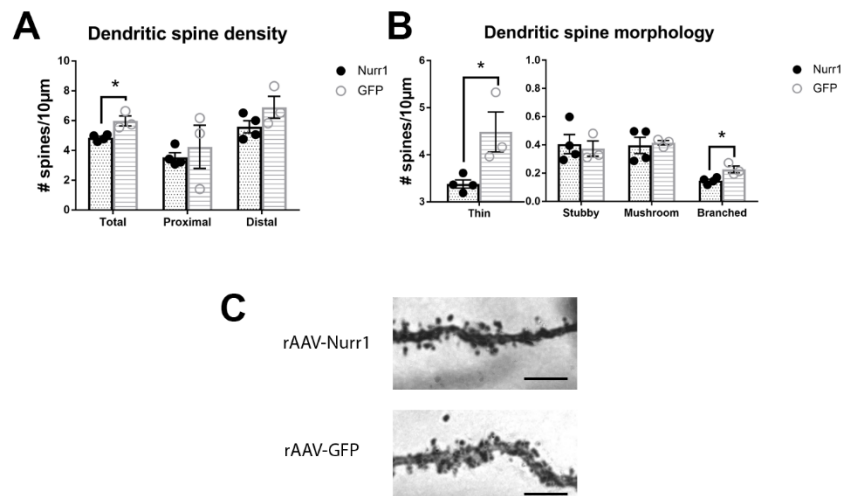 A
Dendritic spine density
# spines/10µm
10
8
6
4
2
0
*
Total
Proximal
Distal
Nurr1
GFP
B
Dendritic spine morphology
# spines/10µm
6
5
4
3
*
Thin
1.0
0.8
0.6
0.4
0.2
0.0
*
Stubby
Mushroom
Branched
Nurr1
GFP
C
rAAV-Nurr1
rAAV-GFP